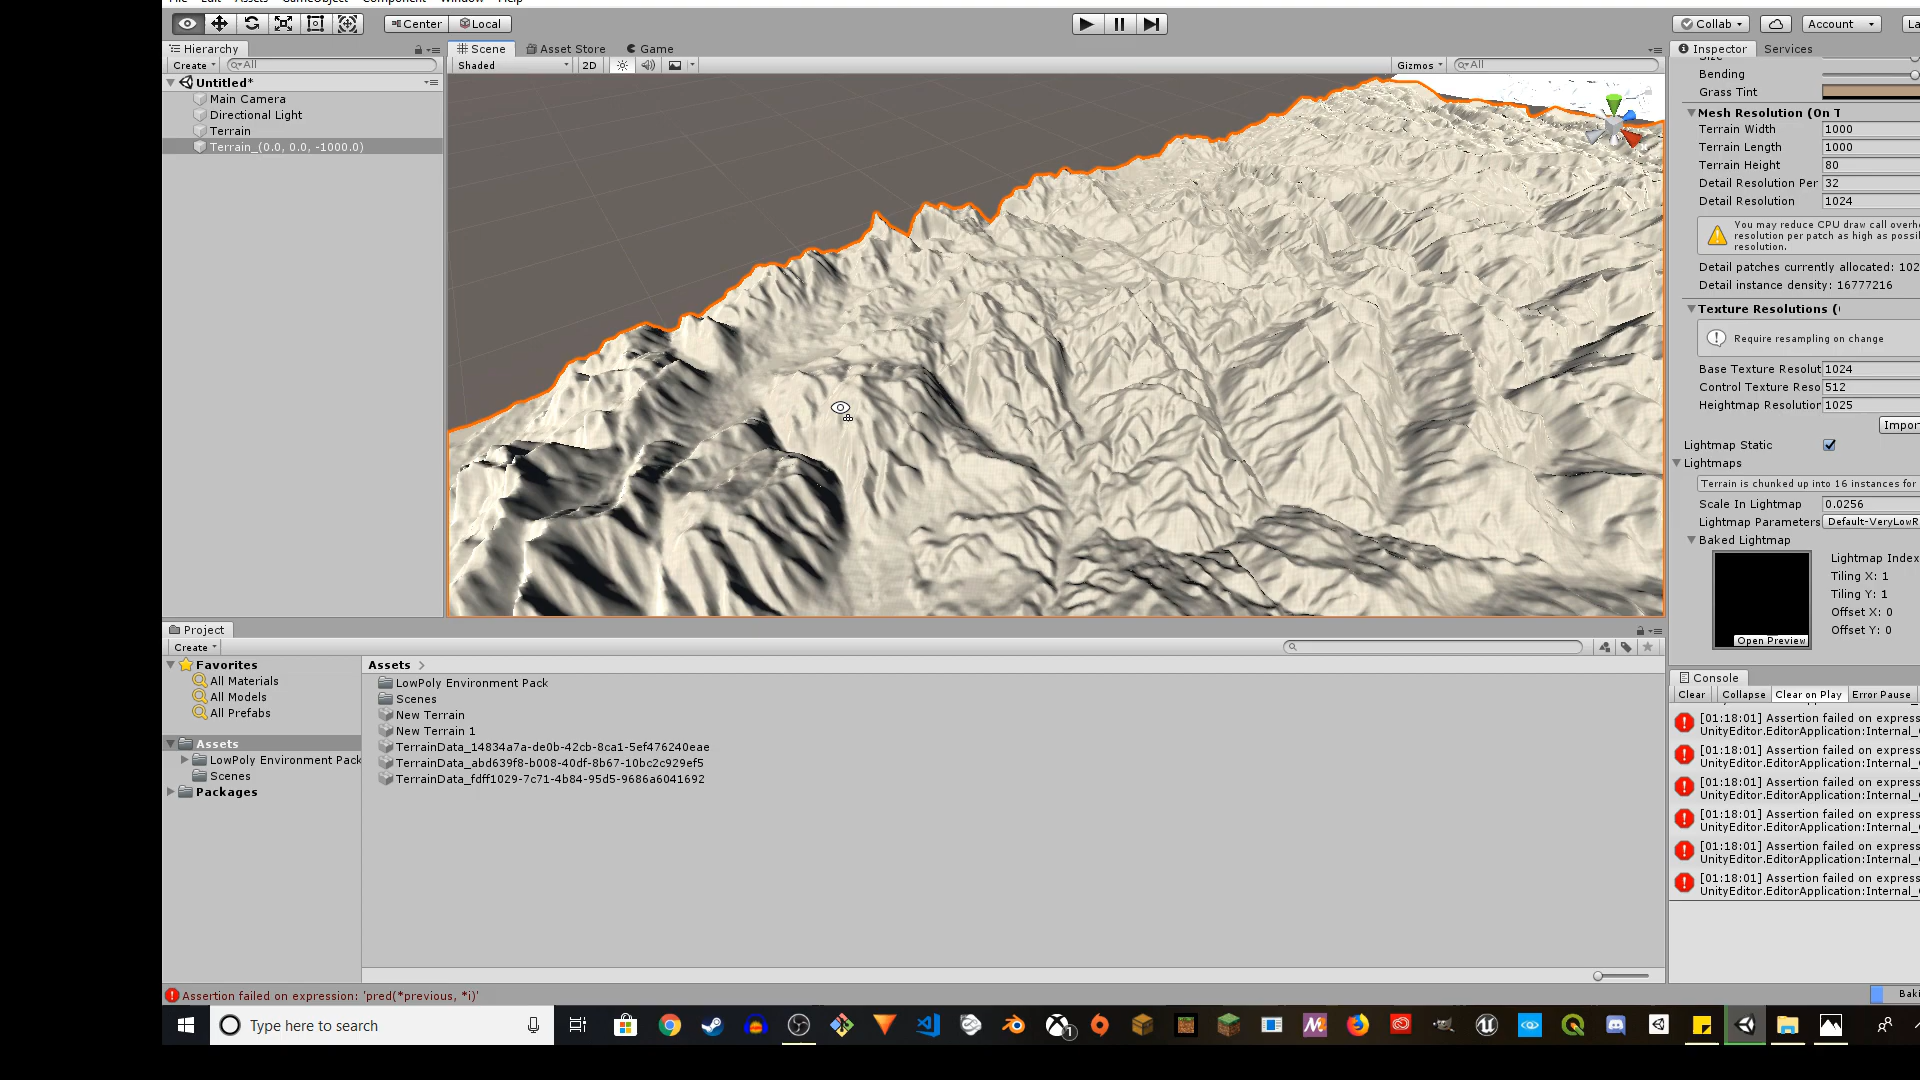 File Edit Assets GameObject Component Window Help
Center Local
Collab Account La
Hierarchy
Create All
Untitled*
Main Camera
Directional Light
Terrain
Terrain_(0.0, 0.0, -1000.0)
Scene Asset Store Game
Shaded 2D Gizmos All
Inspector Services
Size
Bending
Grass Tint
Mesh Resolution (On T
Terrain Width 1000
Terrain Length 1000
Terrain Height 80
Detail Resolution Per 32
Detail Resolution 1024
You may reduce CPU draw call overh
resolution per patch as high as possi
resolution.
Detail patches currently allocated: 102
Detail instance density: 16777216
Texture Resolutions (
Require resampling on change
Base Texture Resolut 1024
Control Texture Reso 512
Heightmap Resolution 1025
Impor
Lightmap Static
Lightmaps
Terrain is chunked up into 16 instances for
Scale In Lightmap 0.0256
Lightmap Parameters Default-VeryLowR
Baked Lightmap
Lightmap Index
Tiling X: 1
Tiling Y: 1
Offset X: 0
Offset Y: 0
Open Preview
Project
Create
Favorites
All Materials
All Models
All Prefabs
Assets
LowPoly Environment Pack
Scenes
Packages
Assets
LowPoly Environment Pack
Scenes
New Terrain
New Terrain 1
TerrainData_14834a7a-de0b-42cb-8ca1-5ef476240eae
TerrainData_abd639f8-b008-40df-8b67-10bc2c929ef5
TerrainData_fdff1029-7c71-4b84-95d5-9686a6041692
Console
Clear Collapse Clear on Play Error Pause
[01:18:01] Assertion failed on express
UnityEditor.EditorApplication:Internal_
[01:18:01] Assertion failed on express
UnityEditor.EditorApplication:Internal_
[01:18:01] Assertion failed on express
UnityEditor.EditorApplication:Internal_
[01:18:01] Assertion failed on express
UnityEditor.EditorApplication:Internal_
[01:18:01] Assertion failed on express
UnityEditor.EditorApplication:Internal_
[01:18:01] Assertion failed on express
UnityEditor.EditorApplication:Internal_
Assertion failed on expression: 'pred(*previous, *i)'
Baki
Type here to search